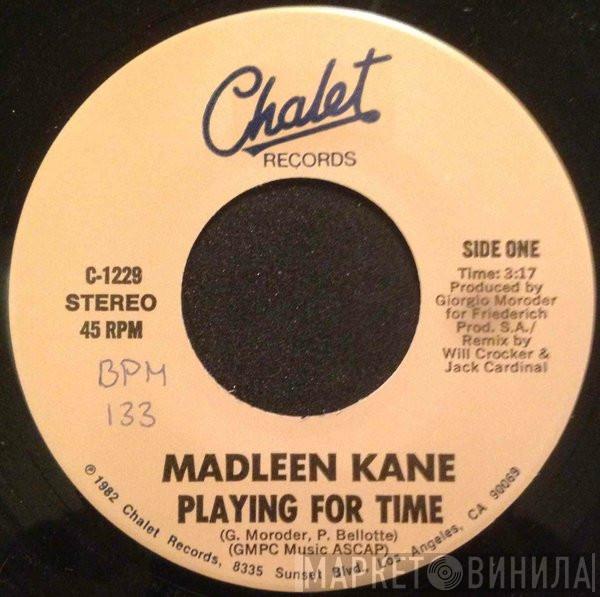 Chalet
RECORDS
C-1229
STEREO
45 RPM
BPM
133
SIDE ONE
Time: 3:17
Produced by
Giorgio Moroder
for Friederich
Prod. S.A./
Remix by
Will Crocker &
Jack Cardinal
MADLEEN KANE
PLAYING FOR TIME
(G. Moroder, P. Bellotte)
(GMPC Music ASCAP)
℗ 1982 Chalet Records, 8335 Sunset Blvd., Los Angeles, CA 90069
МАРКЕТ ВИНИЛА